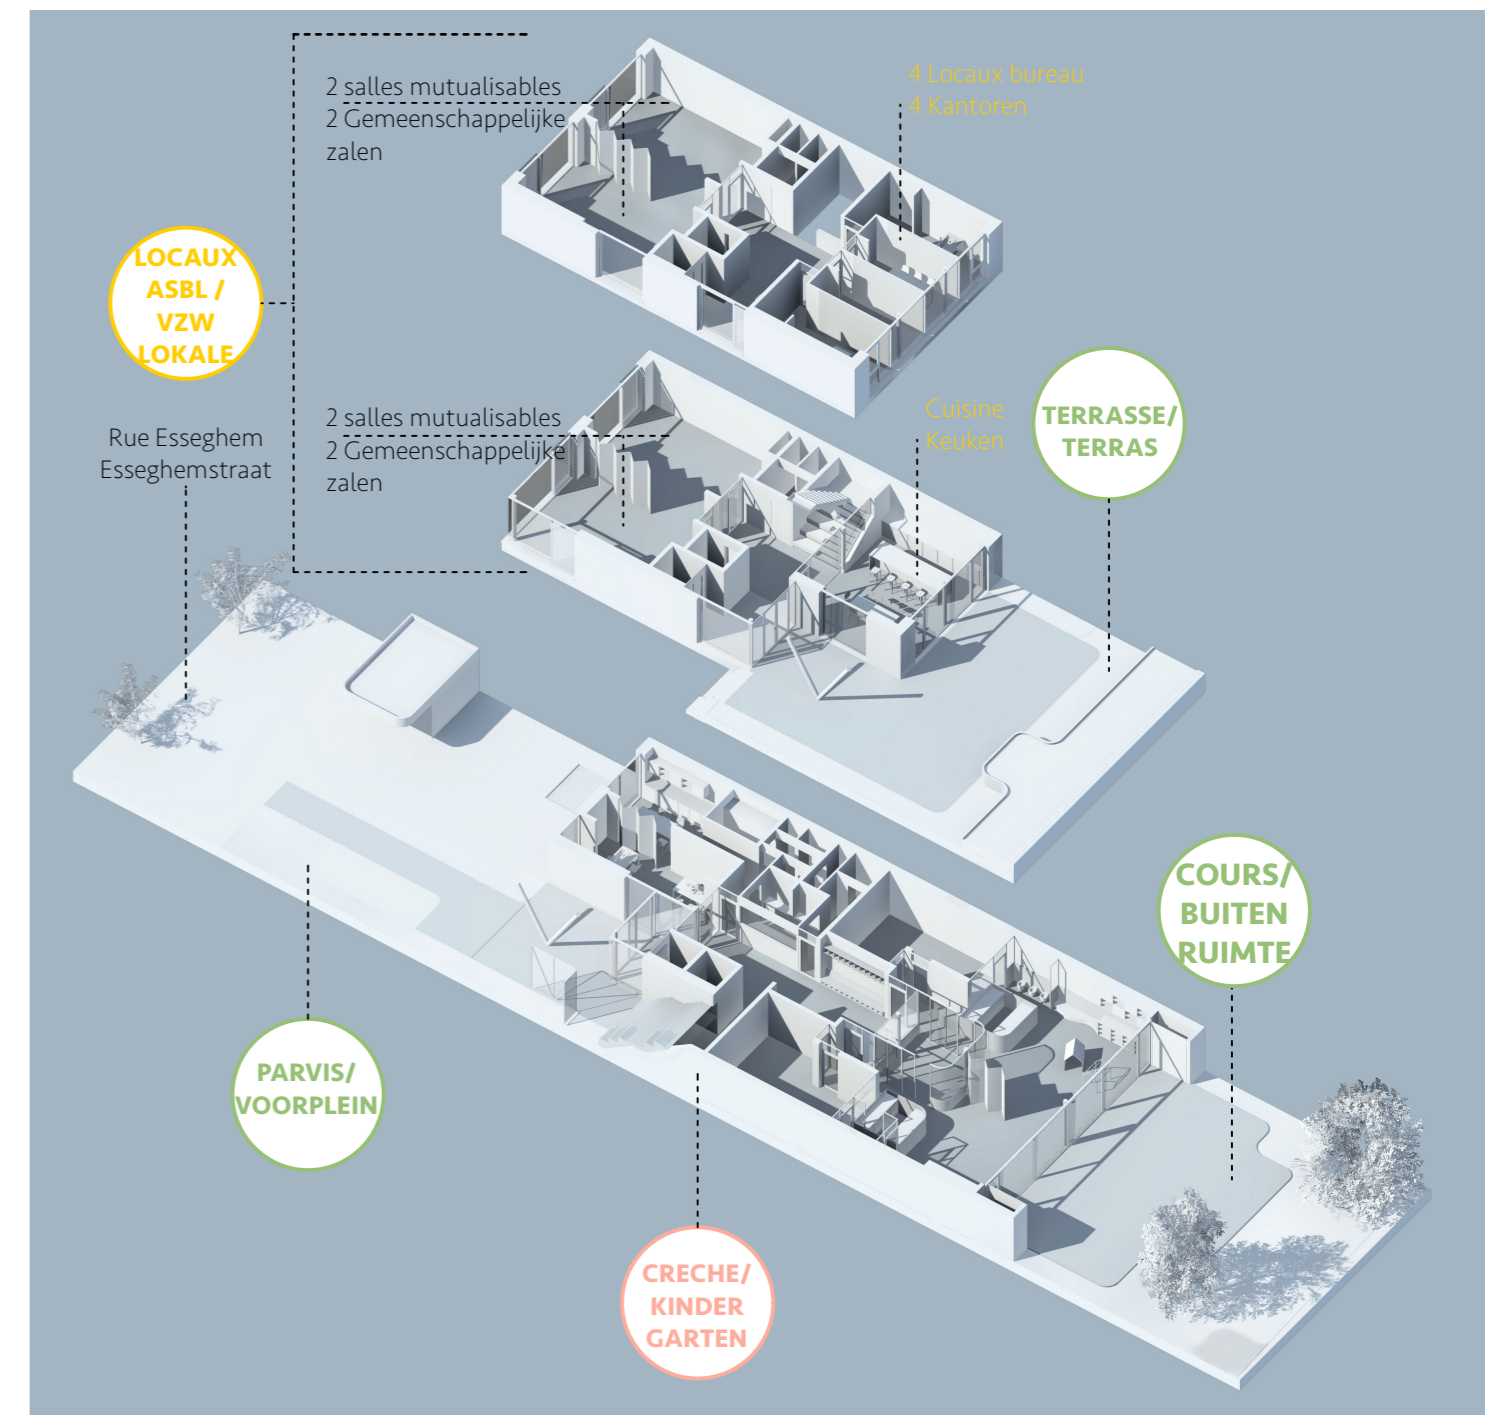 2 salles mutualisables
2 Gemeenschappelijke
zalen
4 Locaux bureau
4 Kantoren
LOCAUX
ASBL /
VZW
LOKALE
2 salles mutualisables
2 Gemeenschappelijke
zalen
Cuisine
Keuken
TERRASSE/
TERRAS
Rue Esseghem
Esseghemstraat
COURS/
BUITEN
RUIMTE
PARVIS/
VOORPLEIN
CRECHE/
KINDER
GARTEN